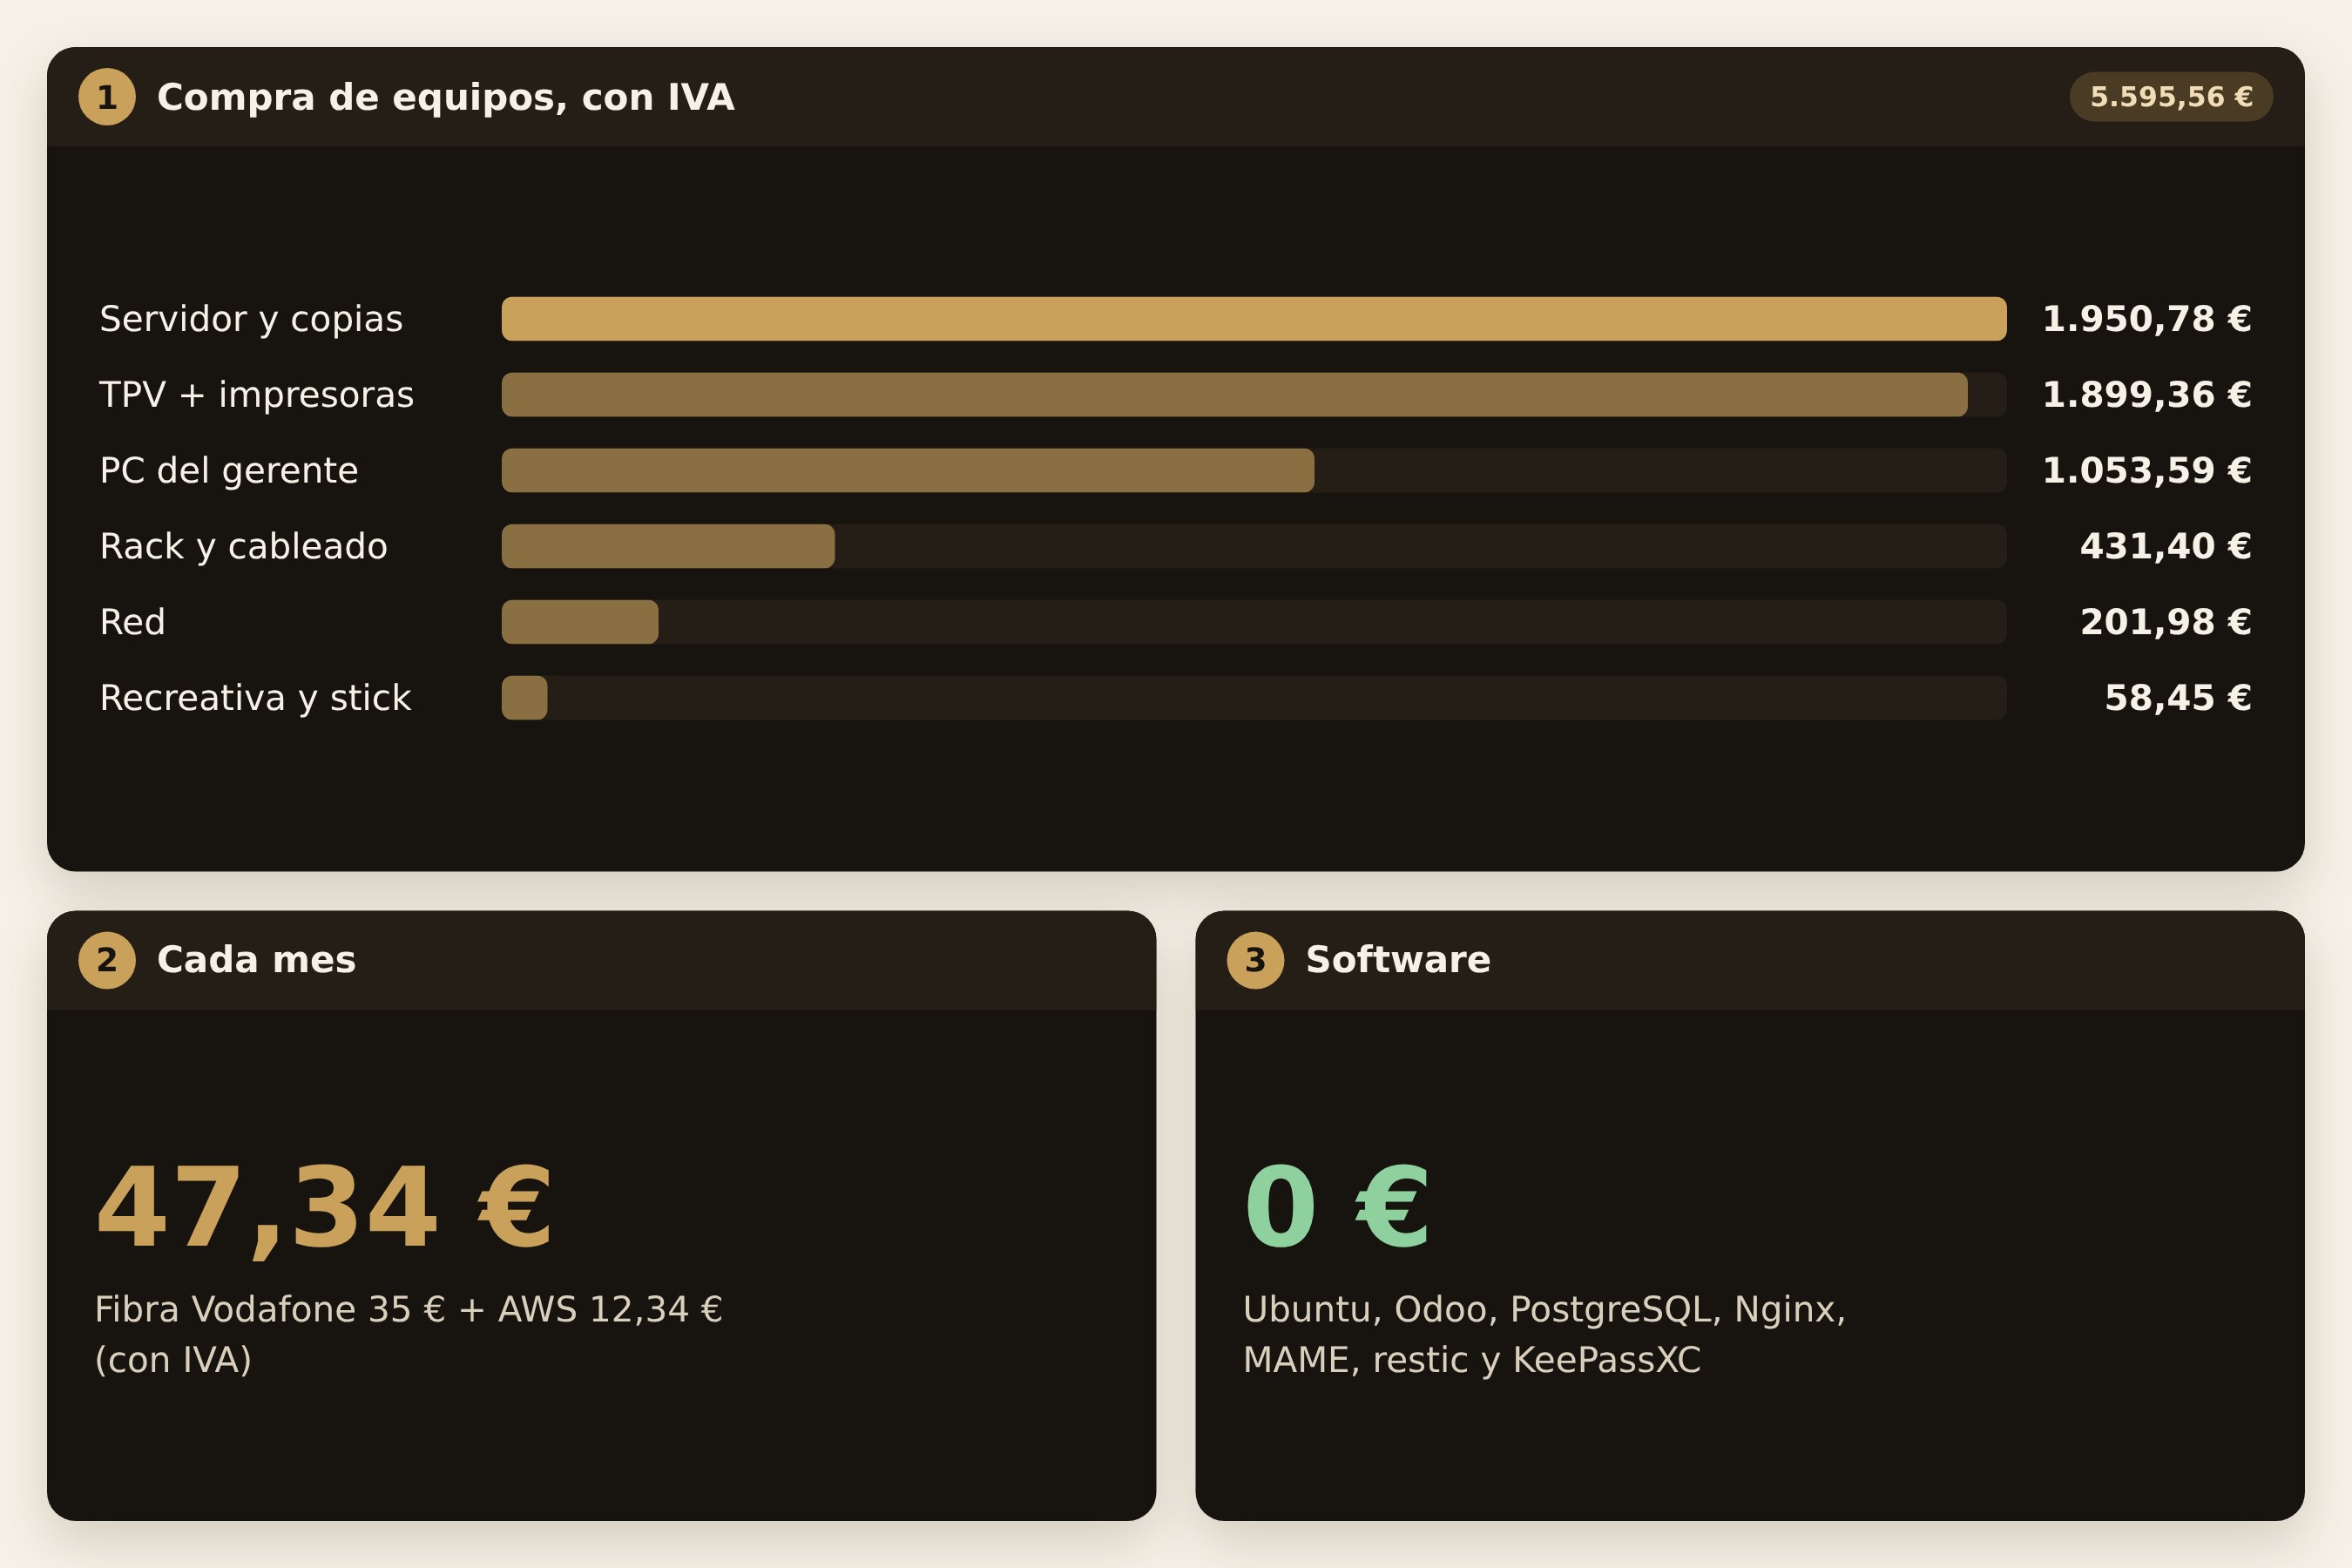 1 Compra de equipos, con IVA 5.595,56 €
Servidor y copias 1.950,78 €
TPV + impresoras 1.899,36 €
PC del gerente 1.053,59 €
Rack y cableado 431,40 €
Red 201,98 €
Recreativa y stick 58,45 €
2 Cada mes
47,34 €
Fibra Vodafone 35 € + AWS 12,34 €
(con IVA)
3 Software
0 €
Ubuntu, Odoo, PostgreSQL, Nginx,
MAME, restic y KeePassXC